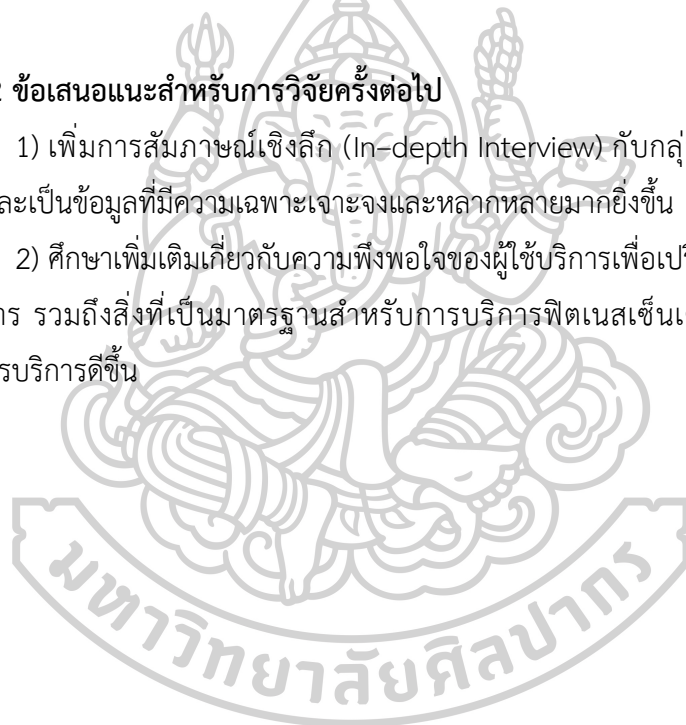 ข้อเสนอแนะสำหรับการวิจัยครั้งต่อไป
1) เพิ่มการสัมภาษณ์เชิงลึก (In–depth Interview) กับกลุ่
ละเป็นข้อมูลที่มีความเฉพาะเจาะจงและหลากหลายมากยิ่งขึ้น
2) ศึกษาเพิ่มเติมเกี่ยวกับความพึงพอใจของผู้ใช้บริการเพื่อเปรี
าร รวมถึงสิ่งที่เป็นมาตรฐานสำหรับการบริการฟิตเนสเซ็นเ
รบริการดีขึ้น
มหาวิทยาลัยศิลปากร